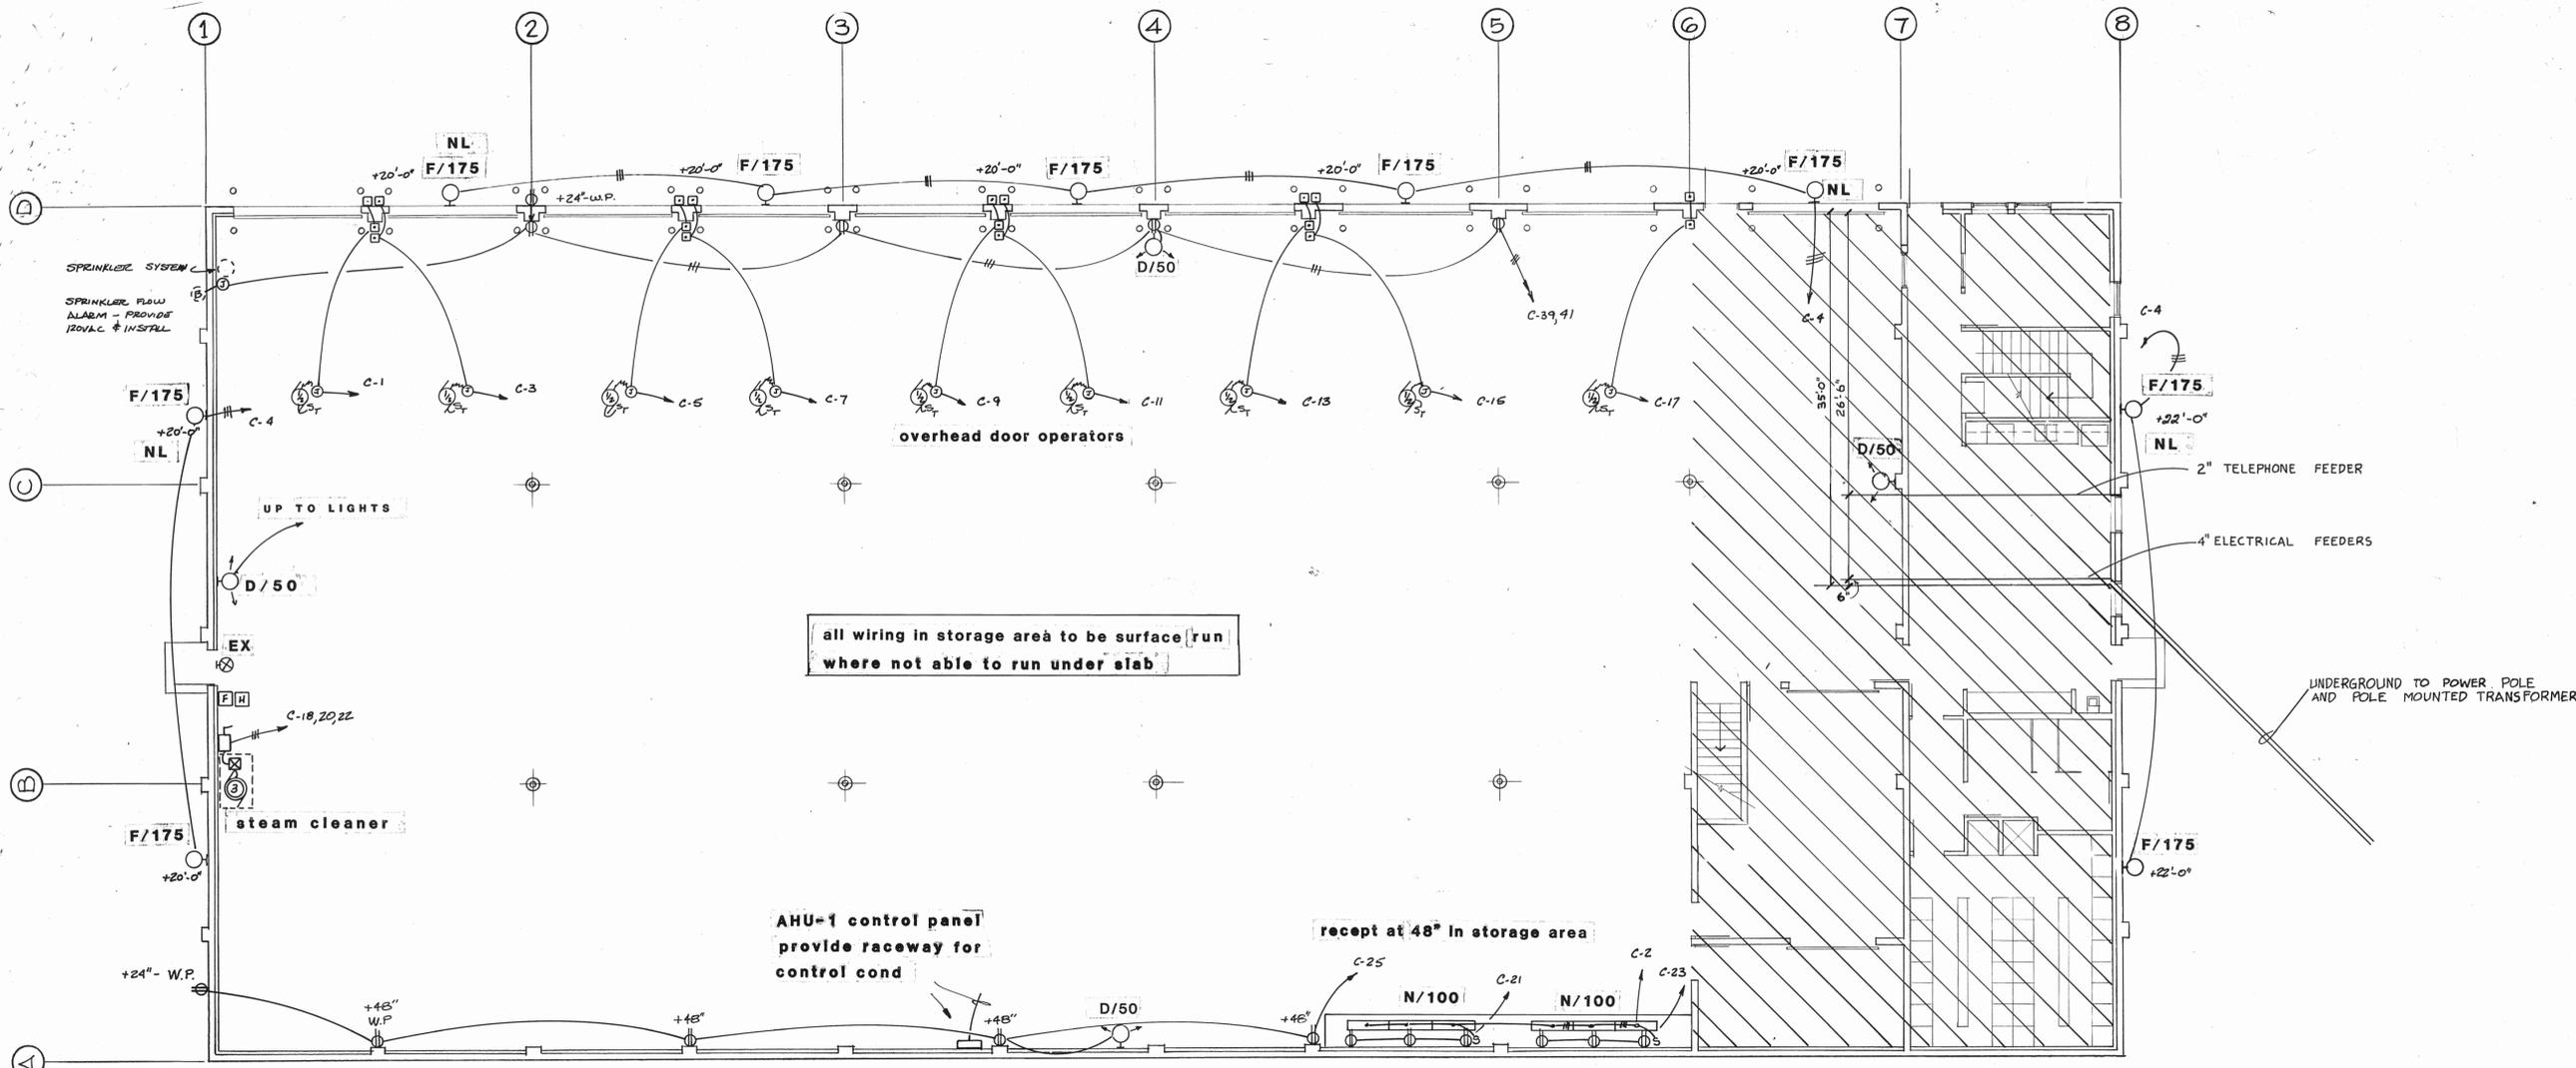 1 2 3 4 5 6 7 8
NL
F/175 F/175 F/175 F/175 F/175
+20'-0" +20'-0" +20'-0" +20'-0" +20'-0"
NL
D
+24"-W.P.
SPRINKLER SYSTEM
D/50
SPRINKLER FLOW
ALARM - PROVIDE
120VAC & INSTALL
C-39,41
C-4
C-4
C-1 C-3 C-5 C-7 C-9 C-11 C-13 C-15 C-17
35'-0"
26'-6"
F/175
C-4
+20'-0"
NL
F/175
+22'-0"
NL
overhead door operators
D/50
2" TELEPHONE FEEDER
C
UP TO LIGHTS
4" ELECTRICAL FEEDERS
D/50
6"
all wiring in storage area to be surface run
where not able to run under slab
EX
F H
UNDERGROUND TO POWER POLE
AND POLE MOUNTED TRANSFORMER
C-18,20,22
B
3
steam cleaner
F/175
+20'-0"
F/175
+22'-0"
AHU-1 control panel
provide raceway for
control cond
recept at 48" in storage area
C-25
C-2
C-21
C-23
+24"- W.P.
N/100 N/100
+48"
W.P
+48"
+48"
D/50
+48"
A